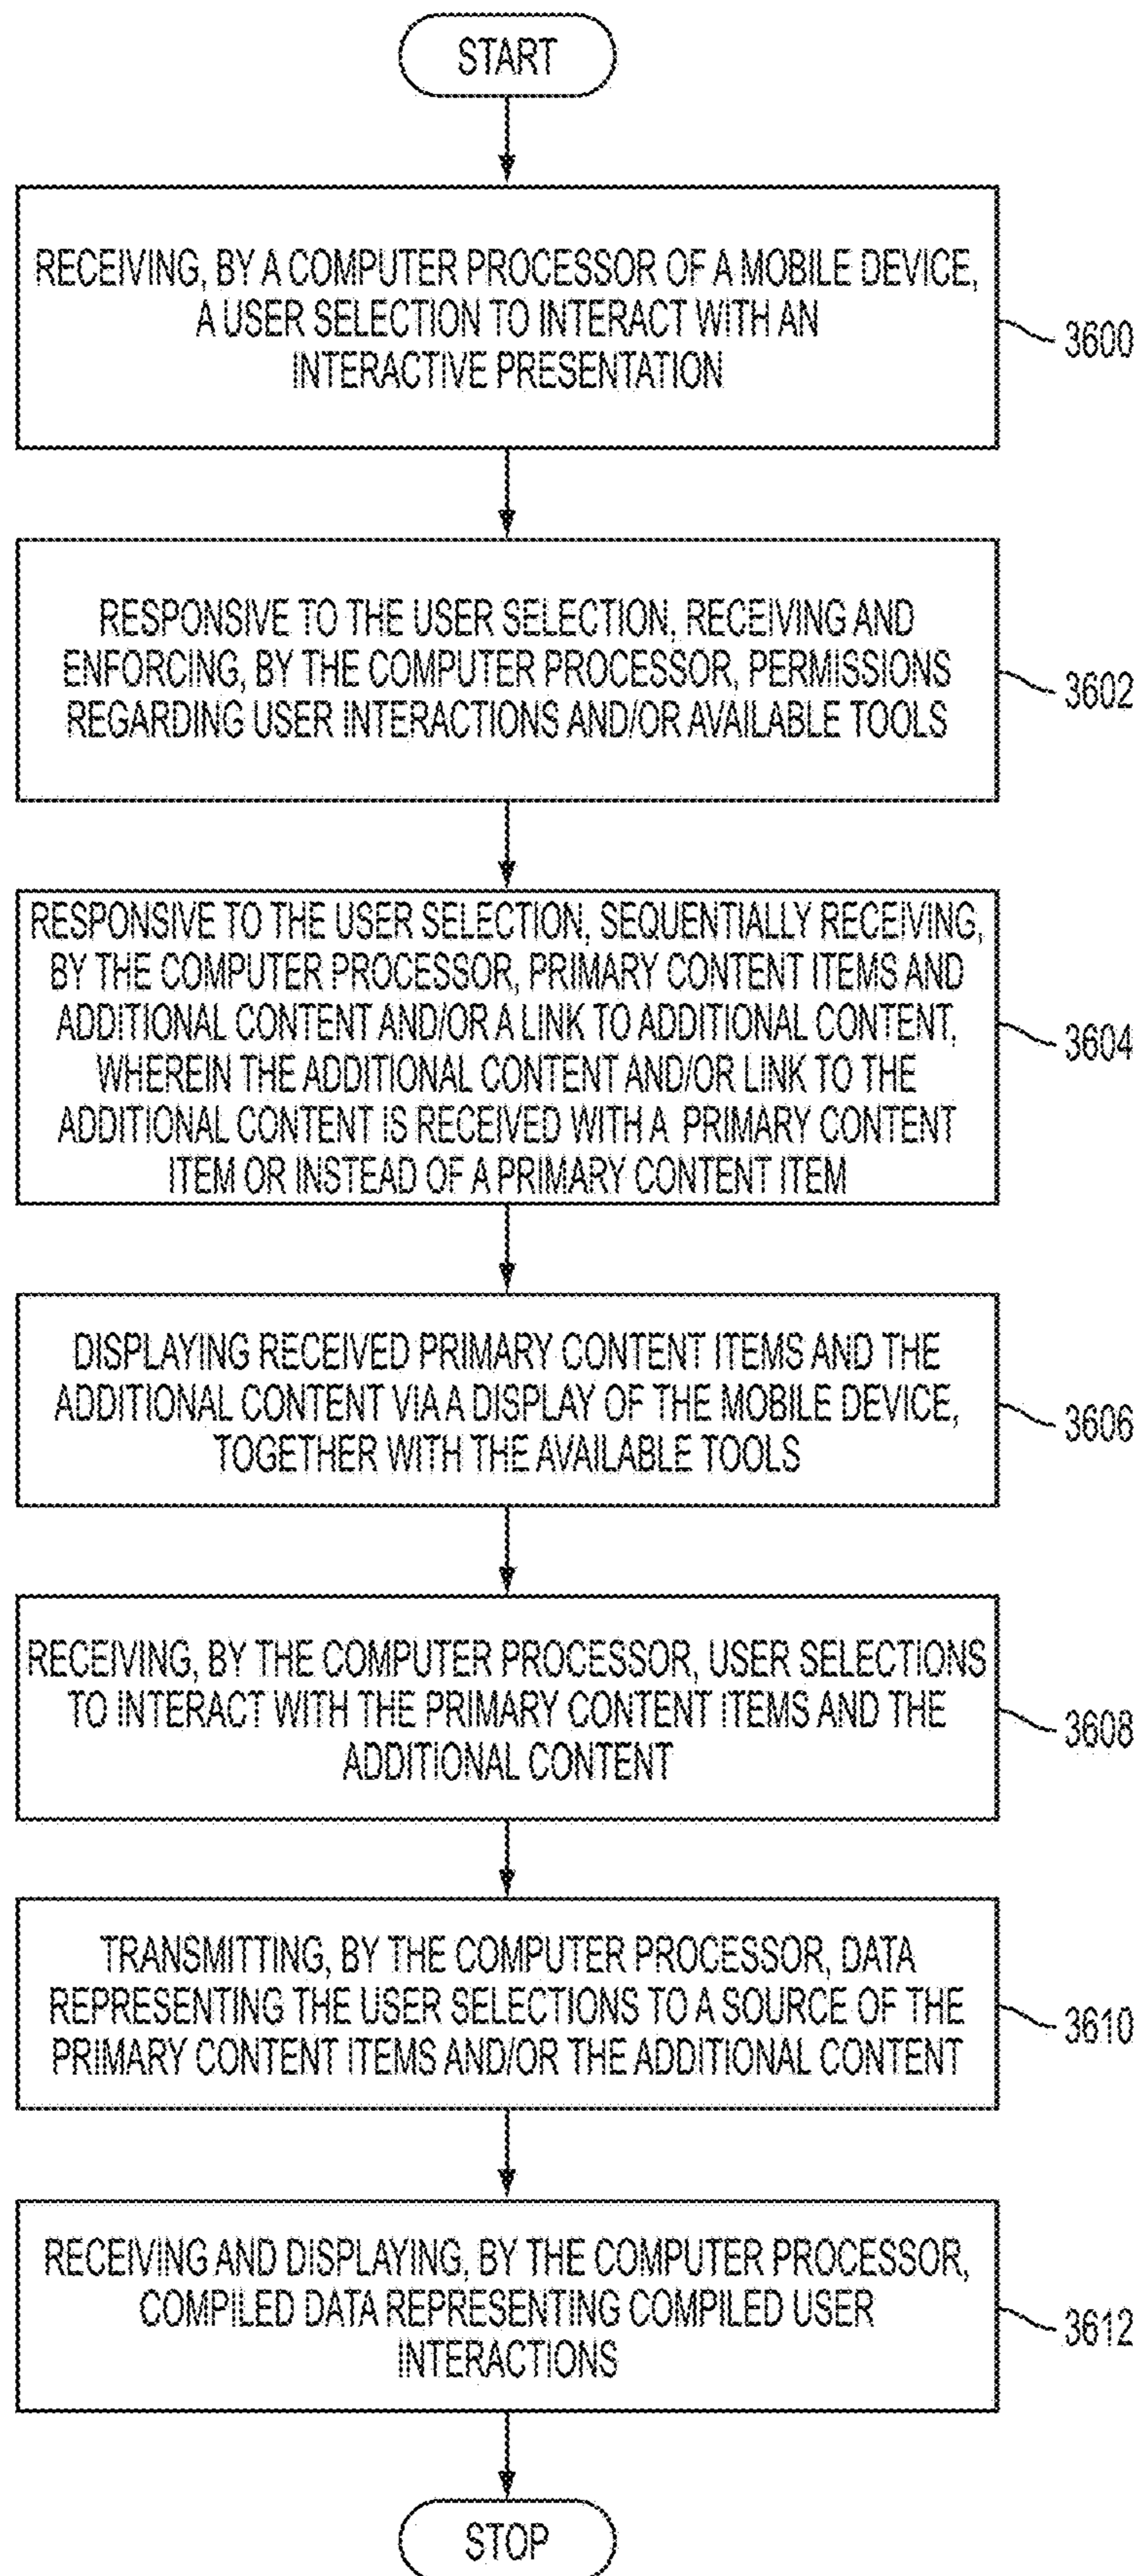 START
RECEIVING, BY A COMPUTER PROCESSOR OF A MOBILE DEVICE,
A USER SELECTION TO INTERACT WITH AN
INTERACTIVE PRESENTATION
3600
RESPONSIVE TO THE USER SELECTION, RECEIVING AND
ENFORCING, BY THE COMPUTER PROCESSOR, PERMISSIONS
REGARDING USER INTERACTIONS AND/OR AVAILABLE TOOLS
3602
RESPONSIVE TO THE USER SELECTION, SEQUENTIALLY RECEIVING,
BY THE COMPUTER PROCESSOR, PRIMARY CONTENT ITEMS AND
ADDITIONAL CONTENT AND/OR A LINK TO ADDITIONAL CONTENT,
WHEREIN THE ADDITIONAL CONTENT AND/OR LINK TO THE
ADDITIONAL CONTENT IS RECEIVED WITH A PRIMARY CONTENT
ITEM OR INSTEAD OF A PRIMARY CONTENT ITEM
3604
DISPLAYING RECEIVED PRIMARY CONTENT ITEMS AND THE
ADDITIONAL CONTENT VIA A DISPLAY OF THE MOBILE DEVICE,
TOGETHER WITH THE AVAILABLE TOOLS
3606
RECEIVING, BY THE COMPUTER PROCESSOR, USER SELECTIONS
TO INTERACT WITH THE PRIMARY CONTENT ITEMS AND THE
ADDITIONAL CONTENT
3608
TRANSMITTING, BY THE COMPUTER PROCESSOR, DATA
REPRESENTING THE USER SELECTIONS TO A SOURCE OF THE
PRIMARY CONTENT ITEMS AND/OR THE ADDITIONAL CONTENT
3610
RECEIVING AND DISPLAYING, BY THE COMPUTER PROCESSOR,
COMPILED DATA REPRESENTING COMPILED USER
INTERACTIONS
3612
STOP